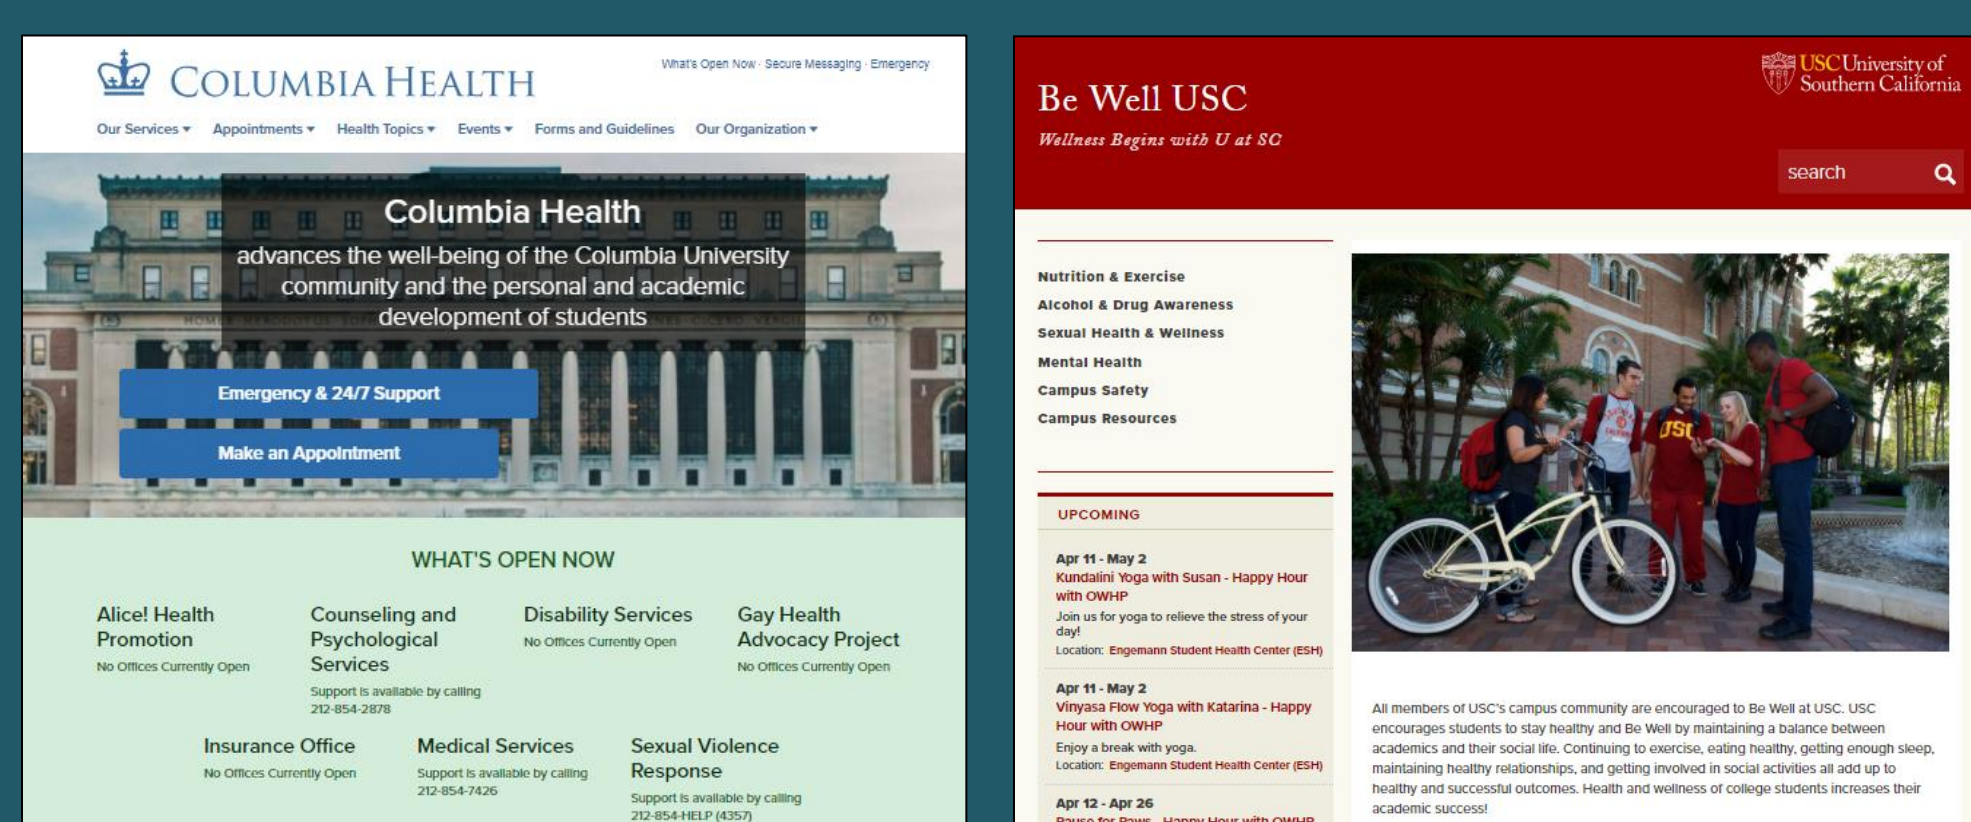 COLUMBIA HEALTH
What's Open Now · Secure Messaging · Emergency
Our Services ▾ Appointments ▾ Health Topics ▾ Events ▾ Forms and Guidelines Our Organization ▾
Columbia Health
advances the well-being of the Columbia University
community and the personal and academic
development of students
Emergency & 24/7 Support
Make an Appointment
WHAT'S OPEN NOW
Alice! Health
Promotion
No Offices Currently Open
Counseling and
Psychological
Services
Support is available by calling
212-854-2878
Disability Services
No Offices Currently Open
Gay Health
Advocacy Project
No Offices Currently Open
Insurance Office
No Offices Currently Open
Medical Services
Support is available by calling
212-854-7426
Sexual Violence
Response
Support is available by calling
212-854-HELP (4357)
Be Well USC
Wellness Begins with U at SC
USC University of
Southern California
search
Nutrition & Exercise
Alcohol & Drug Awareness
Sexual Health & Wellness
Mental Health
Campus Safety
Campus Resources
UPCOMING
Apr 11 - May 2
Kundalini Yoga with Susan - Happy Hour
with OWHP
Join us for yoga to relieve the stress of your
day!
Location: Engemann Student Health Center (ESH)
Apr 11 - May 2
Vinyasa Flow Yoga with Katarina - Happy
Hour with OWHP
Enjoy a break with yoga.
Location: Engemann Student Health Center (ESH)
Apr 12 - Apr 26
Pause for Paws - Happy Hour with OWHP
USC
All members of USC's campus community are encouraged to Be Well at USC. USC
encourages students to stay healthy and Be Well by maintaining a balance between
academics and their social life. Continuing to exercise, eating healthy, getting enough sleep,
maintaining healthy relationships, and getting involved in social activities all add up to
healthy and successful outcomes. Health and wellness of college students increases their
academic success!